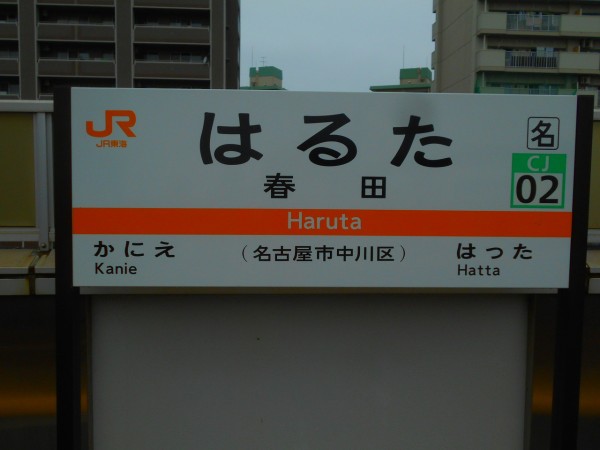 JR
JR東海
はるた
名
春田
CJ
02
Haruta
かにえ
Kanie
(名古屋市中川区)
はった
Hatta